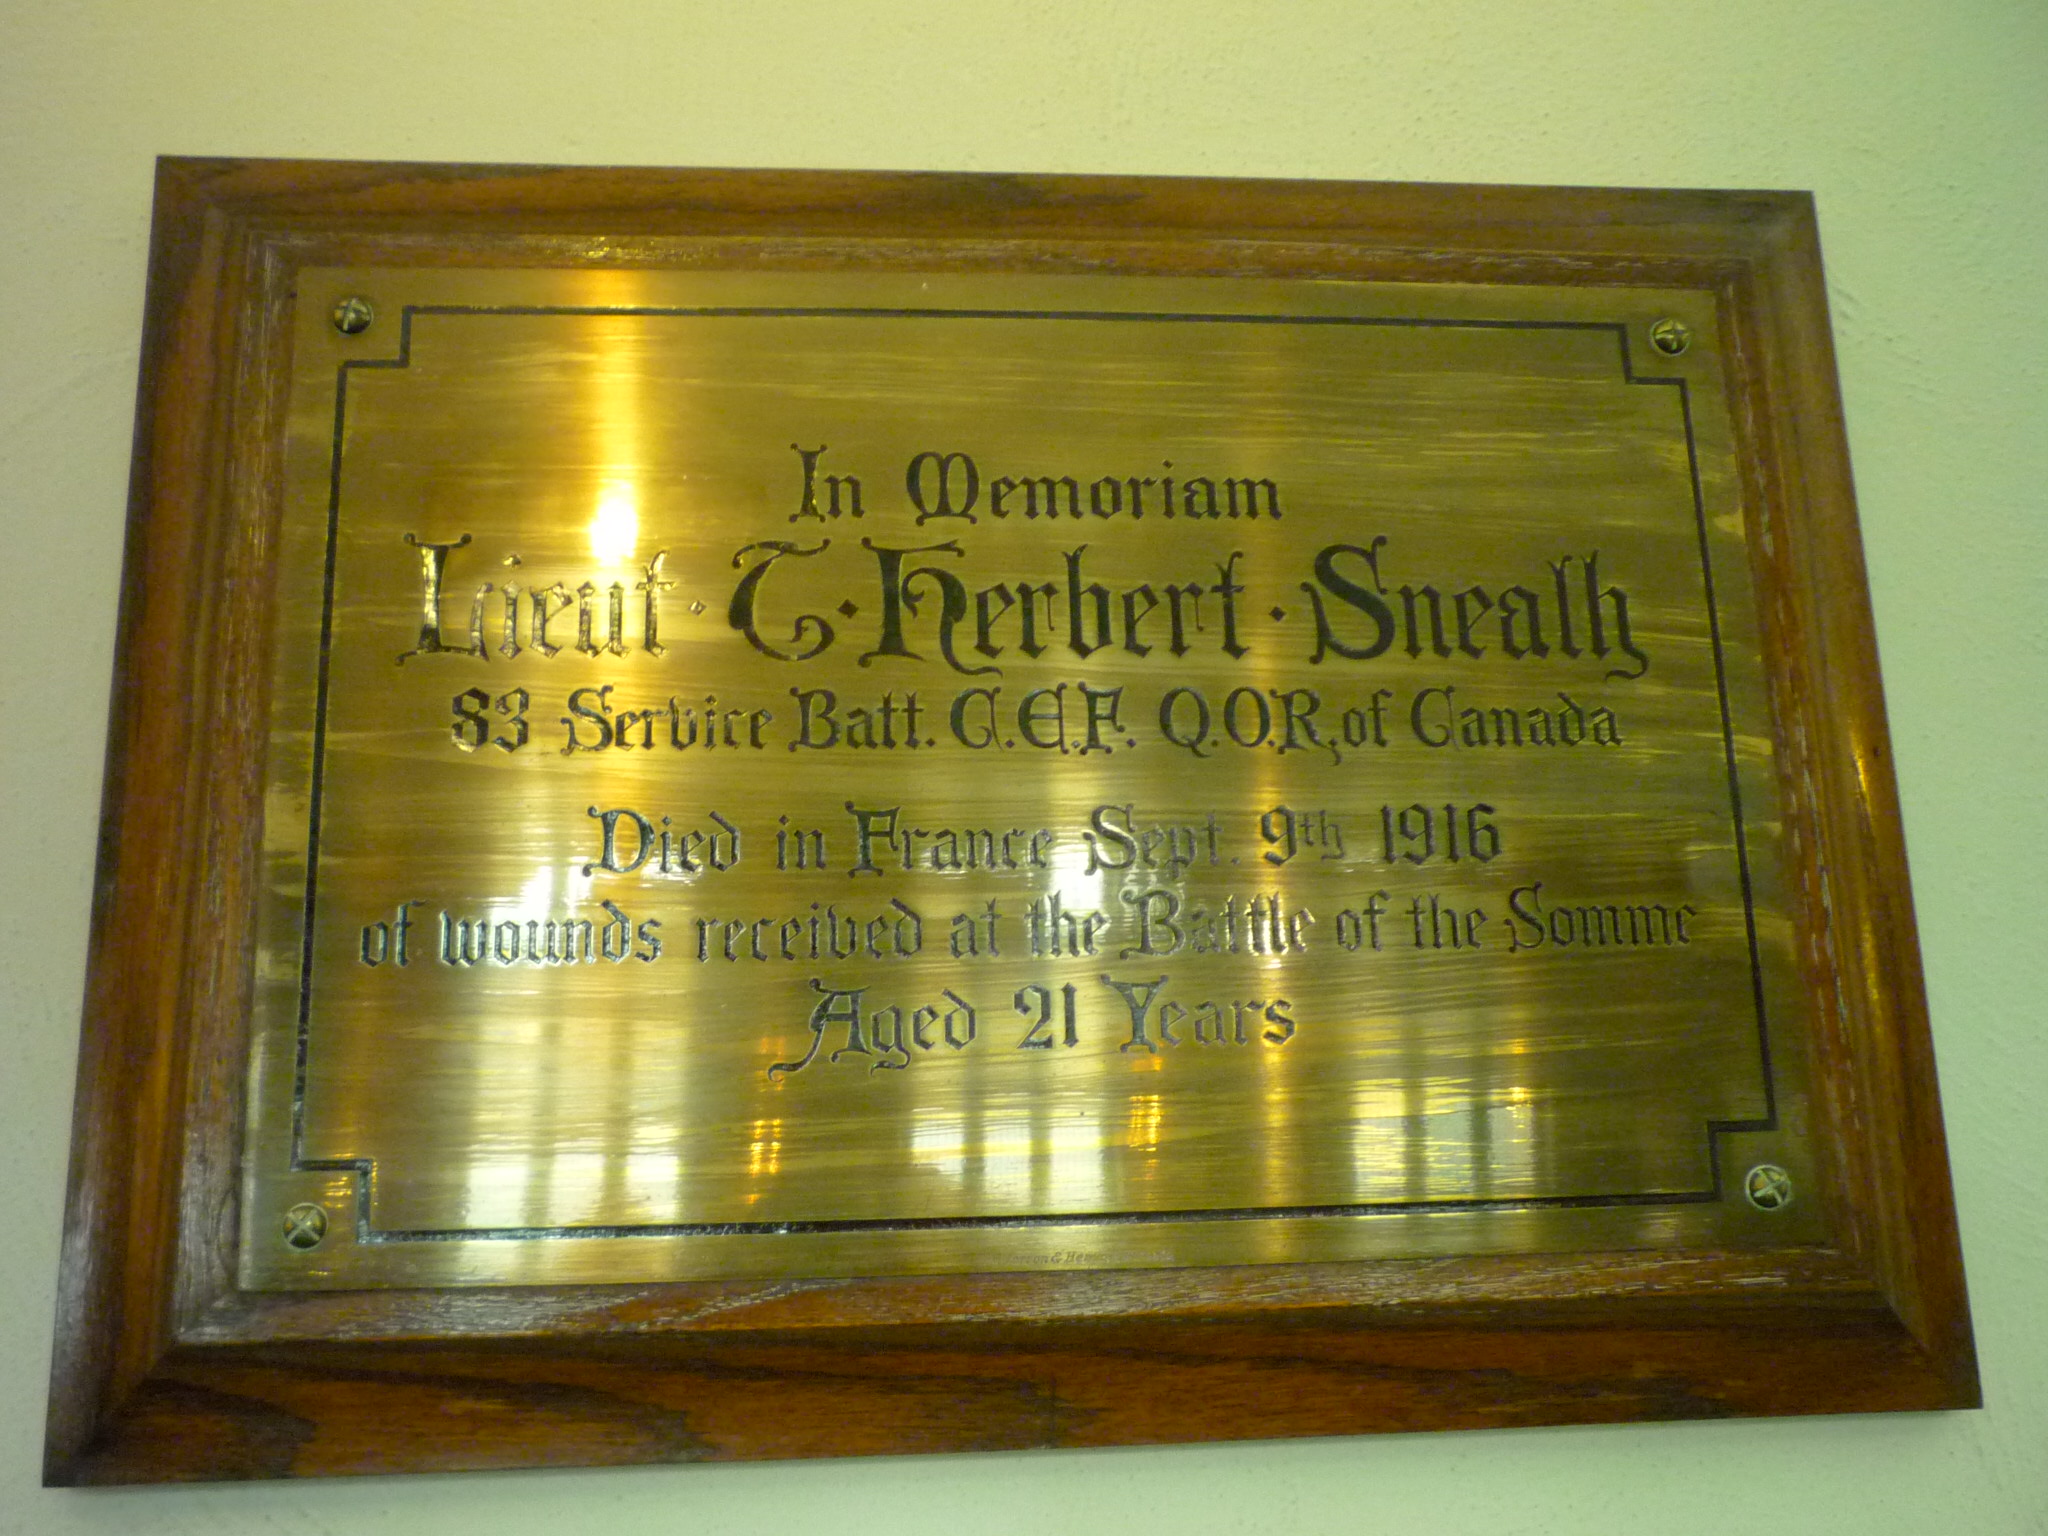 In Memoriam
Lieut · T · Herbert · Sneath
83 Service Batt. C.E.F. Q.O.R, of Canada
Died in France Sept. 9th 1916
of wounds received at the Battle of the Somme
Aged 21 Years